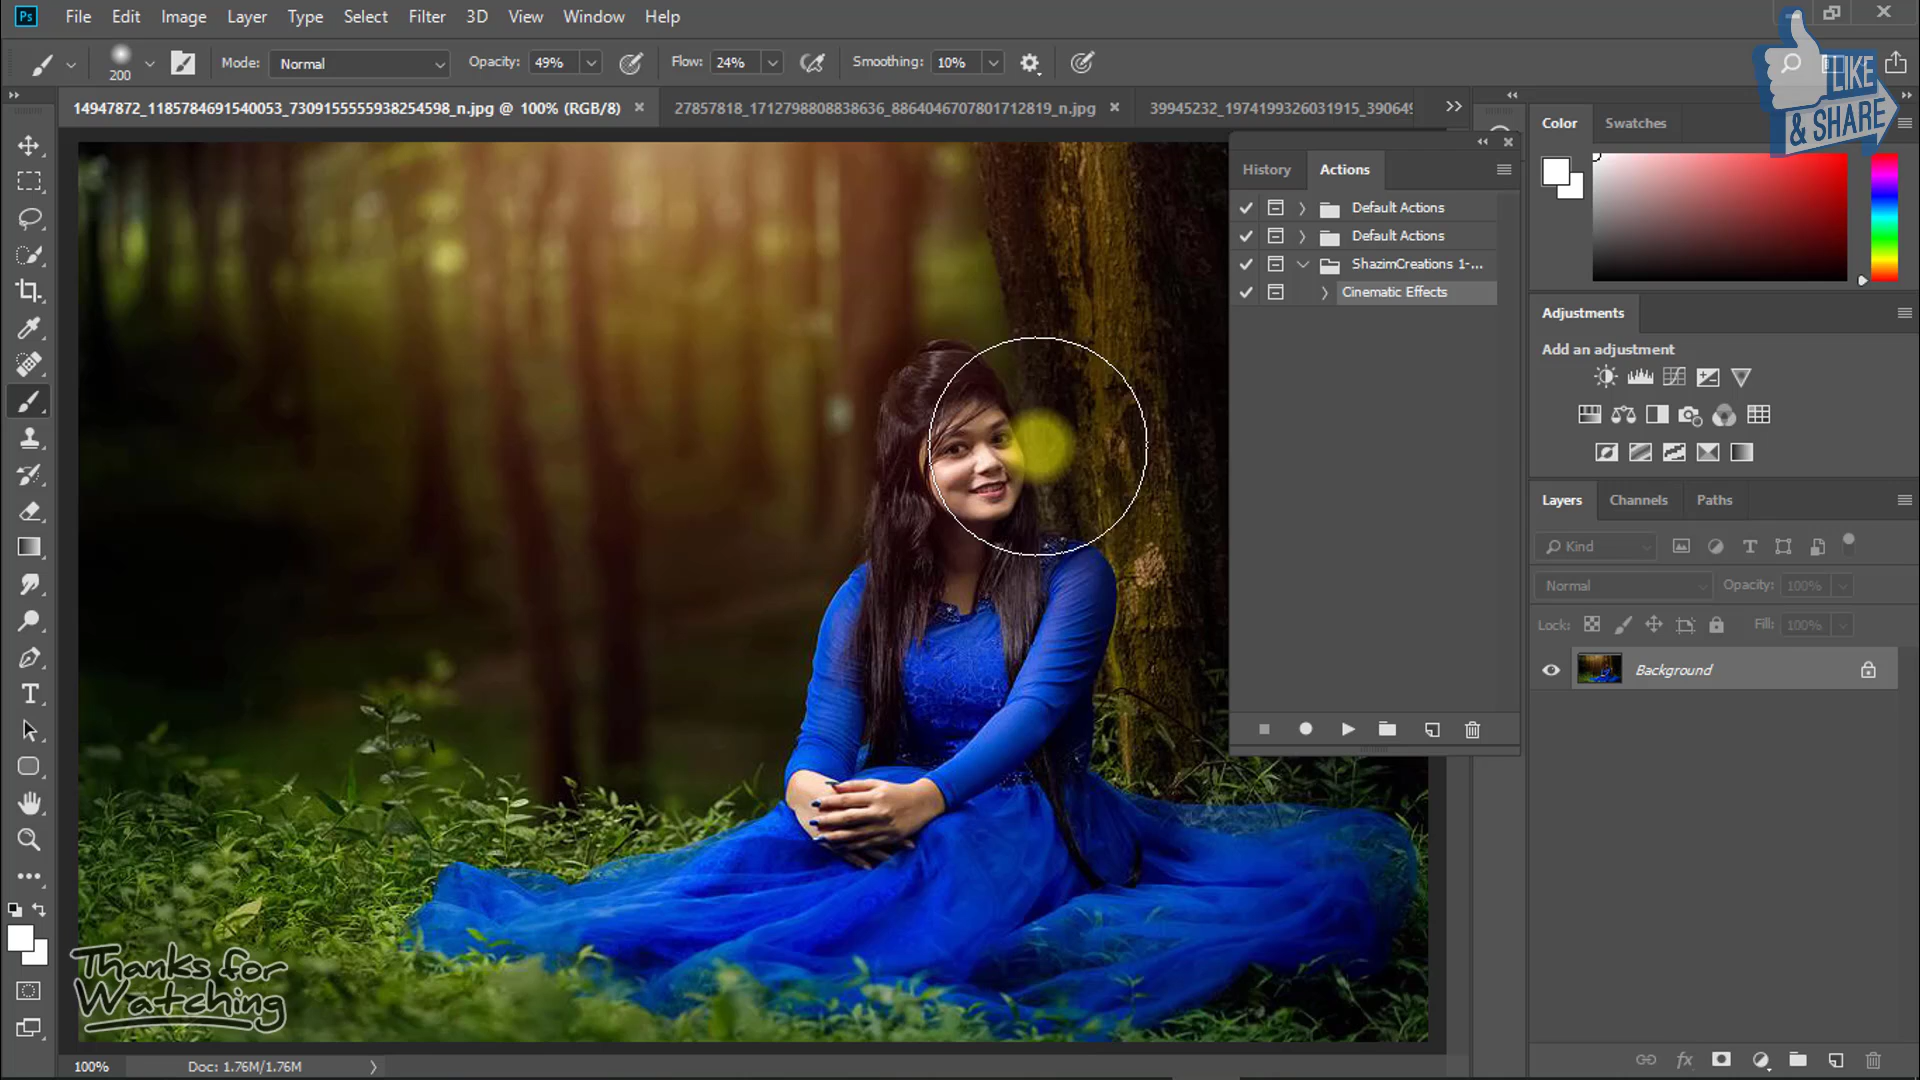 Ps File Edit Image Layer Type Select Filter 3D View Window Help
200 Mode: Normal Opacity: 49% Flow: 24% Smoothing: 10%
LIKE
& SHARE
14947872_1185784691540053_7309155555938254598_n.jpg @ 100% (RGB/8) 27857818_1712798808838636_8864046707801712819_n.jpg 39945232_1974199326031915_390649
Color Swatches
History Actions
Default Actions
Default Actions
ShazimCreations 1-...
Cinematic Effects
Adjustments
Add an adjustment
Layers Channels Paths
Kind
Normal Opacity: 100%
Lock: Fill: 100%
Background
Thanks for
Watching
100% Doc: 1.76M/1.76M